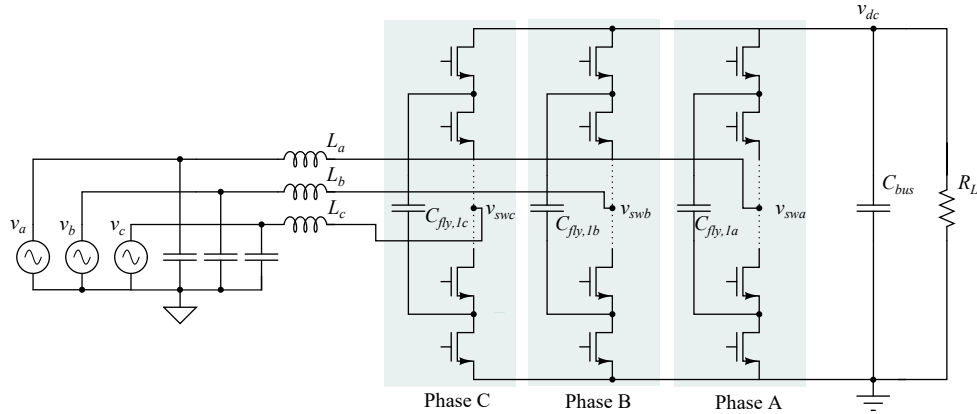 v_dc
L_a
L_b
L_c
v_a
v_b
v_c
C_fly,1c
v_swc
C_fly,1b
v_swb
C_fly,1a
v_swa
C_bus
R_L
Phase C
Phase B
Phase A